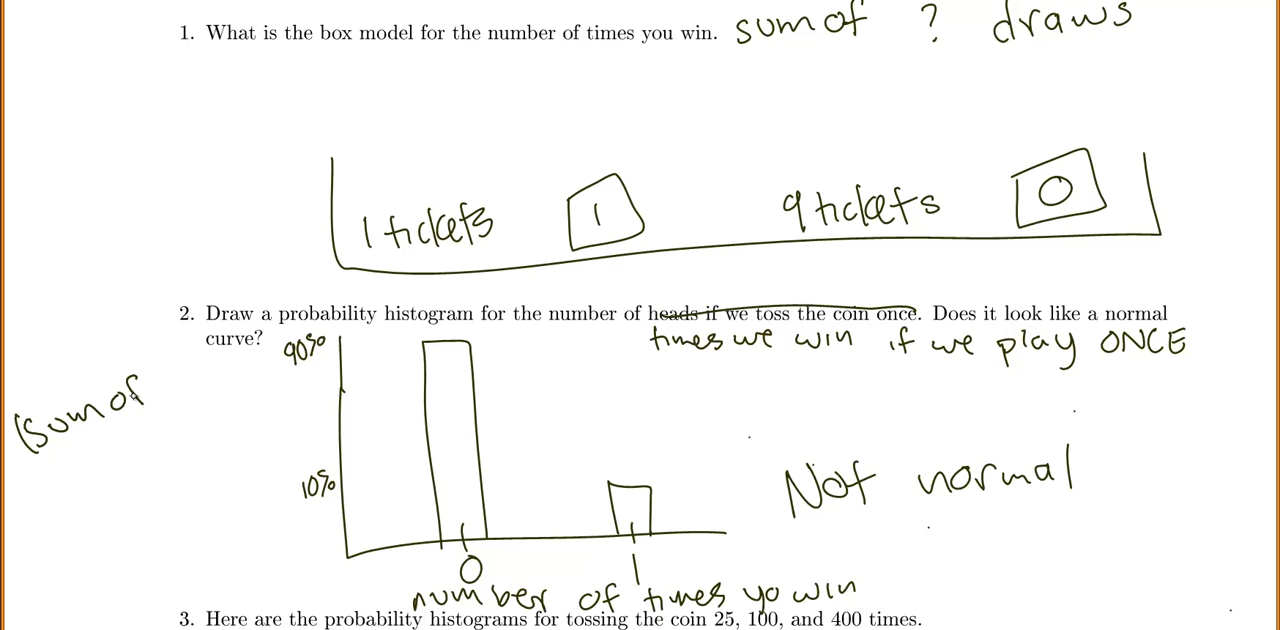 1. What is the box model for the number of times you win. sum of ? draws
1 tickets 1 9 tickets 0
2. Draw a probability histogram for the number of heads if we toss the coin once. Does it look like a normal
curve?
times we win if we play ONCE
90%
(sum of
10%
Not normal
0 1
number of times yo win
3. Here are the probability histograms for tossing the coin 25, 100, and 400 times.